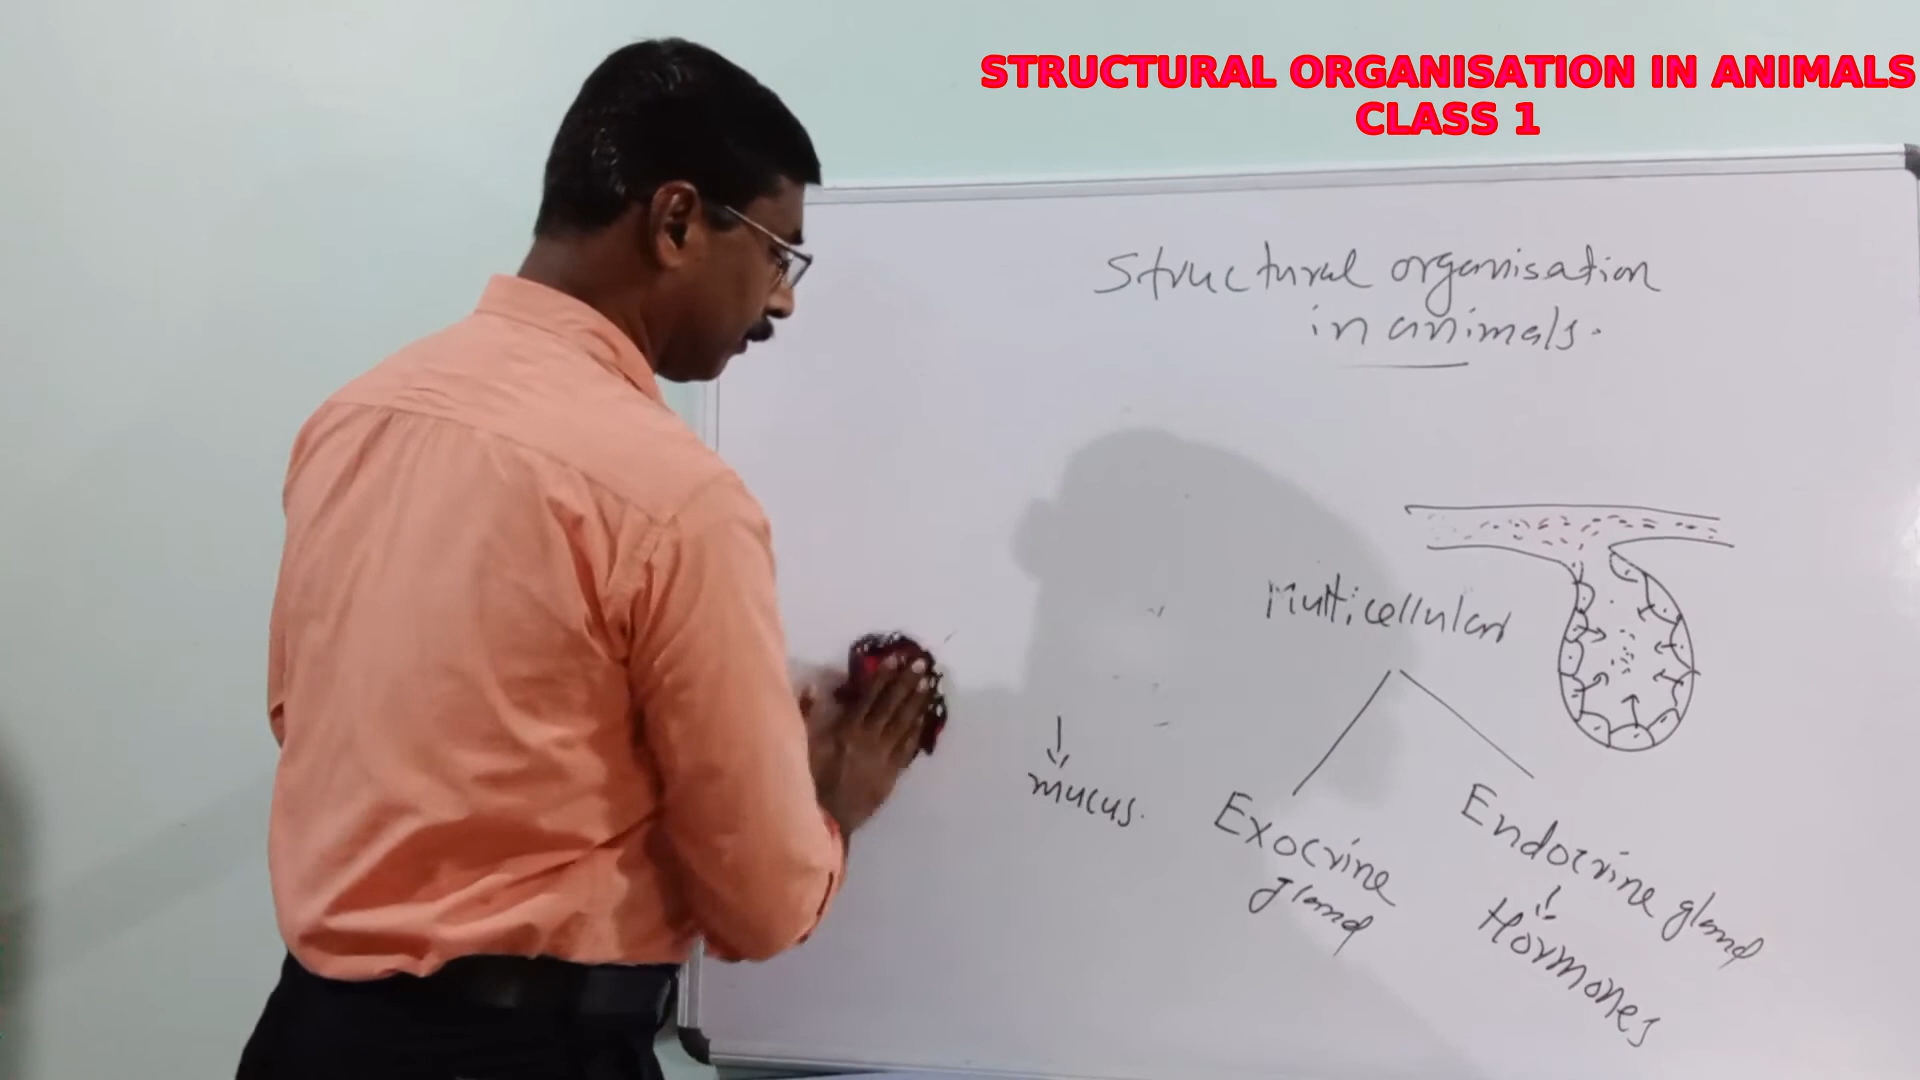 STRUCTURAL ORGANISATION IN ANIMALS
CLASS 1
Structural organisation
in animals.
Multicellular
mucus.
Exocrine
gland
Endocrine gland
Hormones